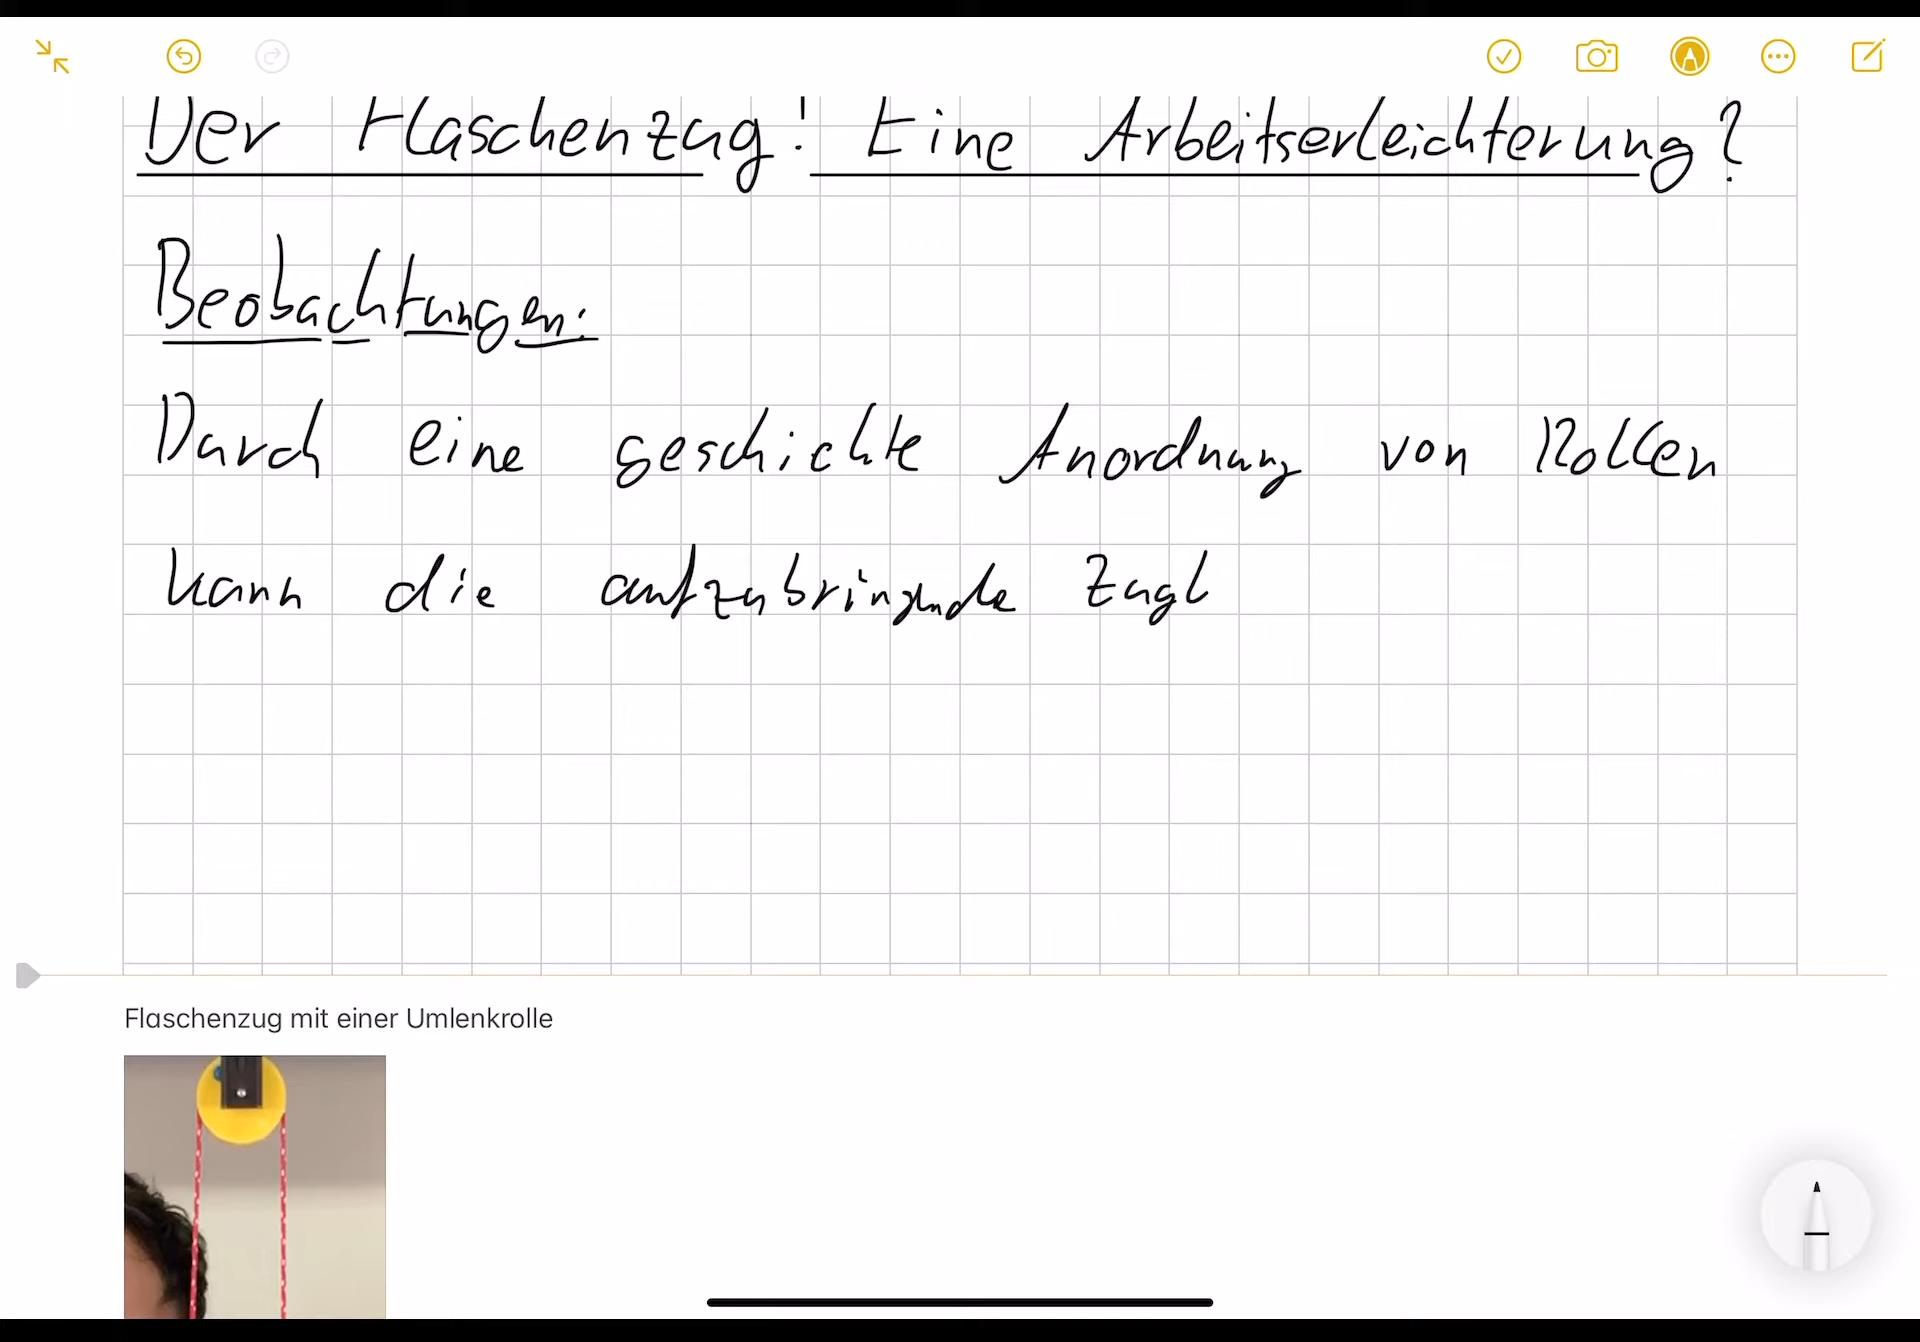 Der Flaschenzug! Eine Arbeitserleichterung?
Beobachtungen:
Durch eine geschickte Anordnung von Rollen
kann die aufzubringende Zugl
Flaschenzug mit einer Umlenkrolle